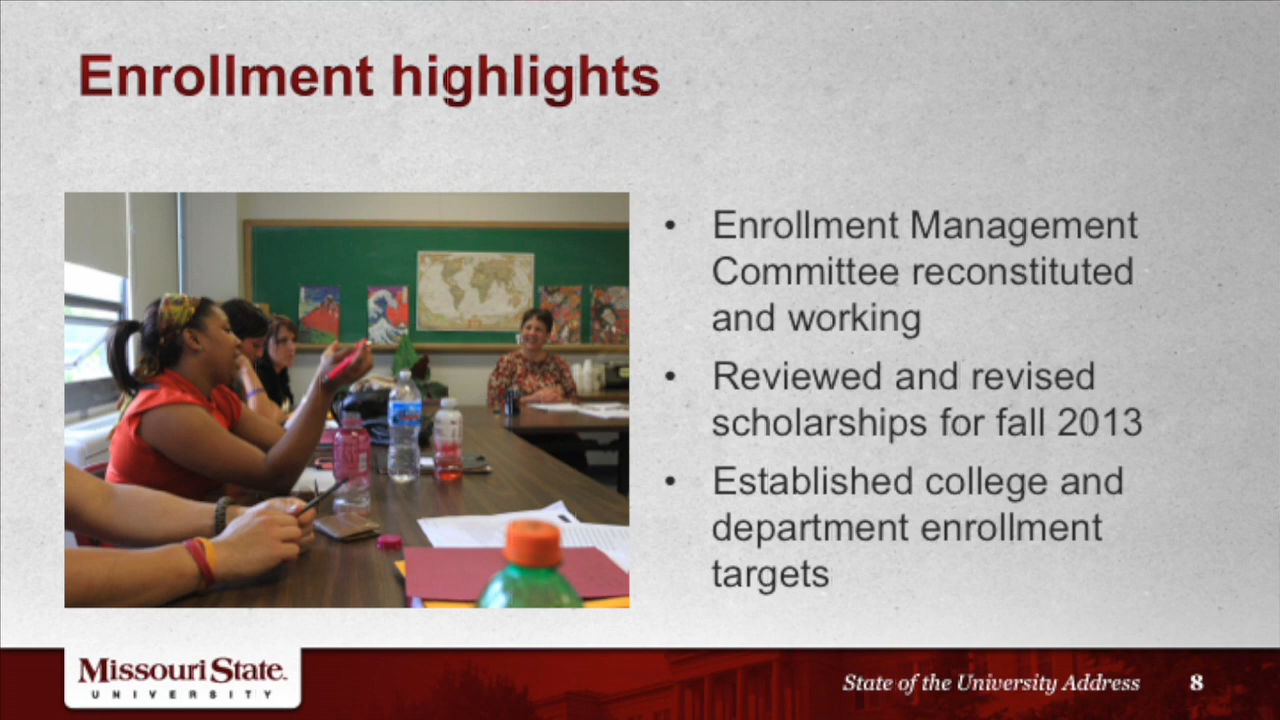 Enrollment highlights
• Enrollment Management
Committee reconstituted
and working
• Reviewed and revised
scholarships for fall 2013
• Established college and
department enrollment
targets
Missouri State
UNIVERSITY
State of the University Address 8